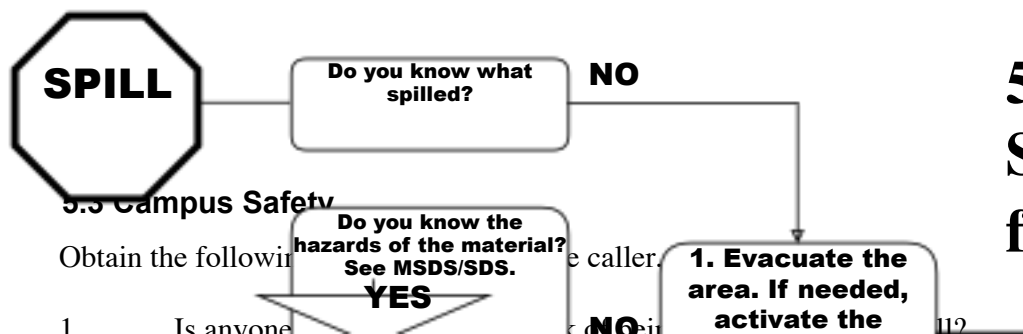 SPILL
Do you know what
spilled?
NO
5.3 Campus Safety
Do you know the
hazards of the material?
See MSDS/SDS.
YES
Obtain the caller.
1. Evacuate the
area. If needed,
activate the
1. Is anyone
NO
5
S
f